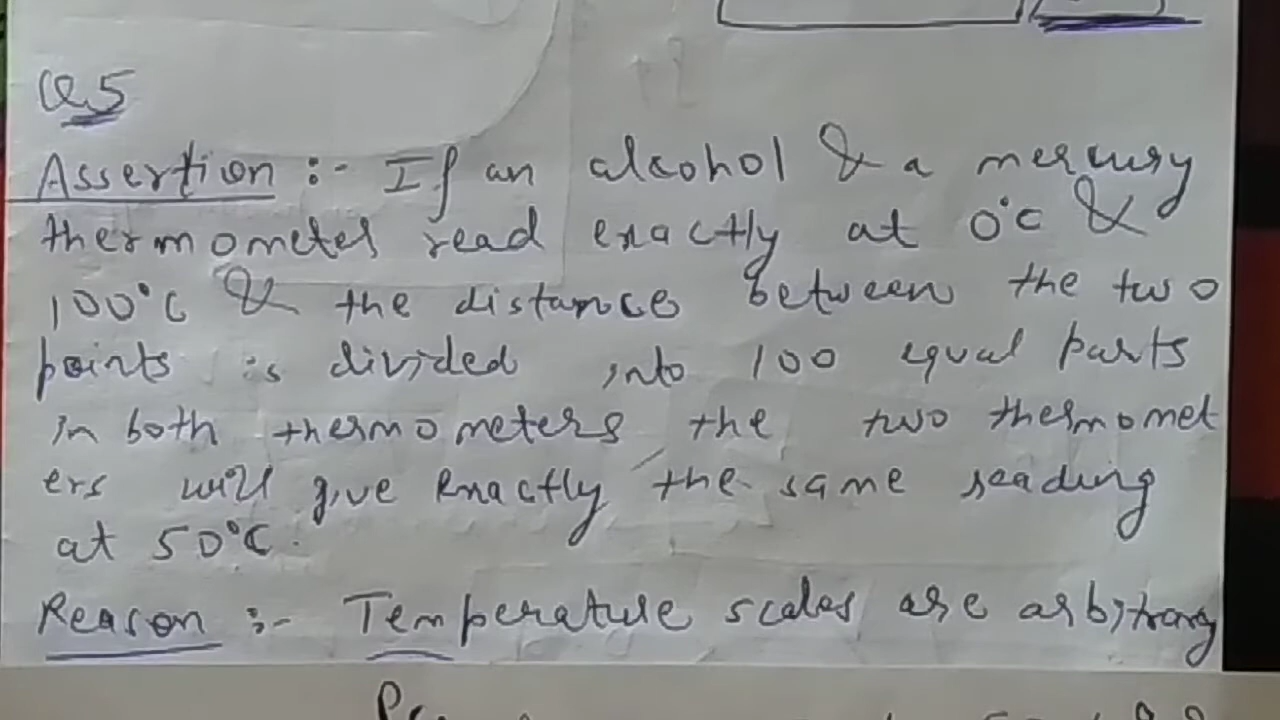 Q.5
Assertion :- If an alcohol & a mercury
thermometer read exactly at 0°C &
100°C & the distance between the two
points is divided into 100 equal parts
in both thermometers the two thermomet
ers will give exactly the same reading
at 50°C.
Reason :- Temperature scales are arbitrary